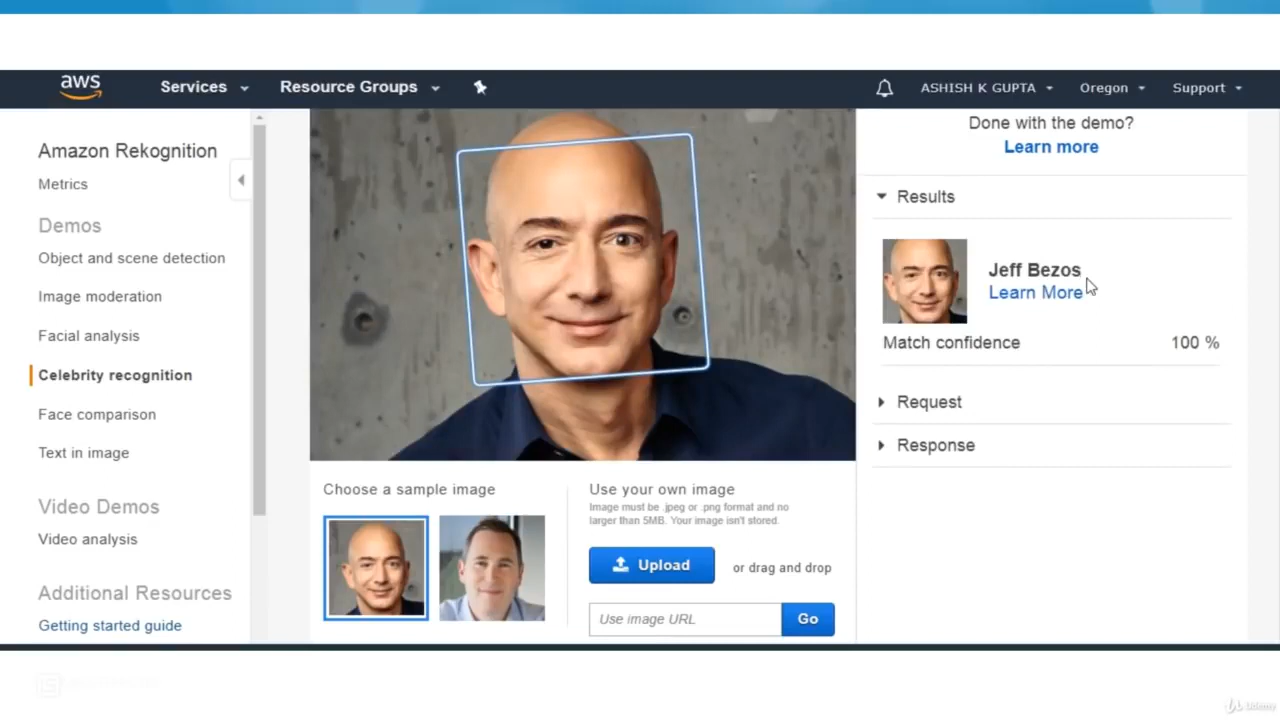 aws
Services
Resource Groups
ASHISH K GUPTA
Oregon
Support
Amazon Rekognition
Metrics
Demos
Object and scene detection
Image moderation
Facial analysis
Celebrity recognition
Face comparison
Text in image
Video Demos
Video analysis
Additional Resources
Getting started guide
Choose a sample image
Use your own image
Image must be .jpeg or .png format and no
larger than 5MB. Your image isn't stored.
Upload
or drag and drop
Use image URL
Go
Done with the demo?
Learn more
Results
Jeff Bezos
Learn More
Match confidence 100 %
Request
Response
Udemy